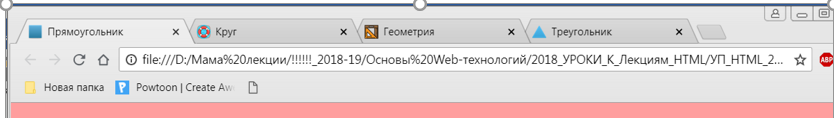 Прямоугольник Круг Геометрия Треугольник
file:///D:/Мама%20лекции/!!!!!!_2018-19/Основы%20Web-технологий/2018_УРОКИ_К_Лекциям_HTML/УП_HTML_2... ABP
Новая папка Powtoon | Create Aw